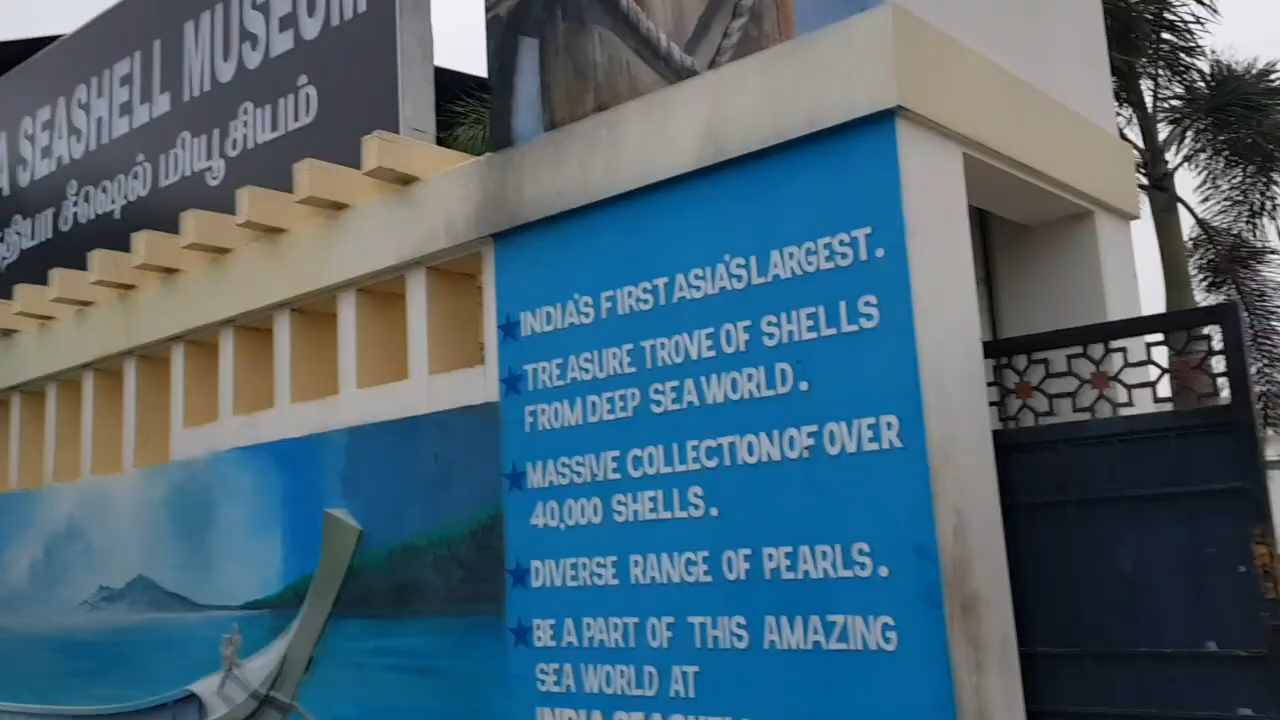 A SEASHELL MUSEUM
சீஷெல் மியூசியம்
INDIA'S FIRST ASIA'S LARGEST.
TREASURE TROVE OF SHELLS
FROM DEEP SEA WORLD.
MASSIVE COLLECTION OF OVER
40,000 SHELLS.
DIVERSE RANGE OF PEARLS.
BE A PART OF THIS AMAZING
SEA WORLD AT